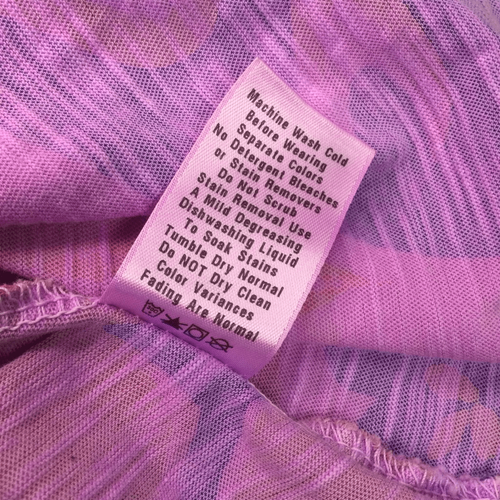 Machine Wash Cold
Before Wearing
Separate Colors
No Detergent Bleaches
or Stain Removers
Do Not Scrub
Stain Removal Use
A Mild Degreasing
Dishwashing Liquid
To Soak Stains
Tumble Dry Normal
Do NOT Dry Clean
Color Variances
Fading Are Normal